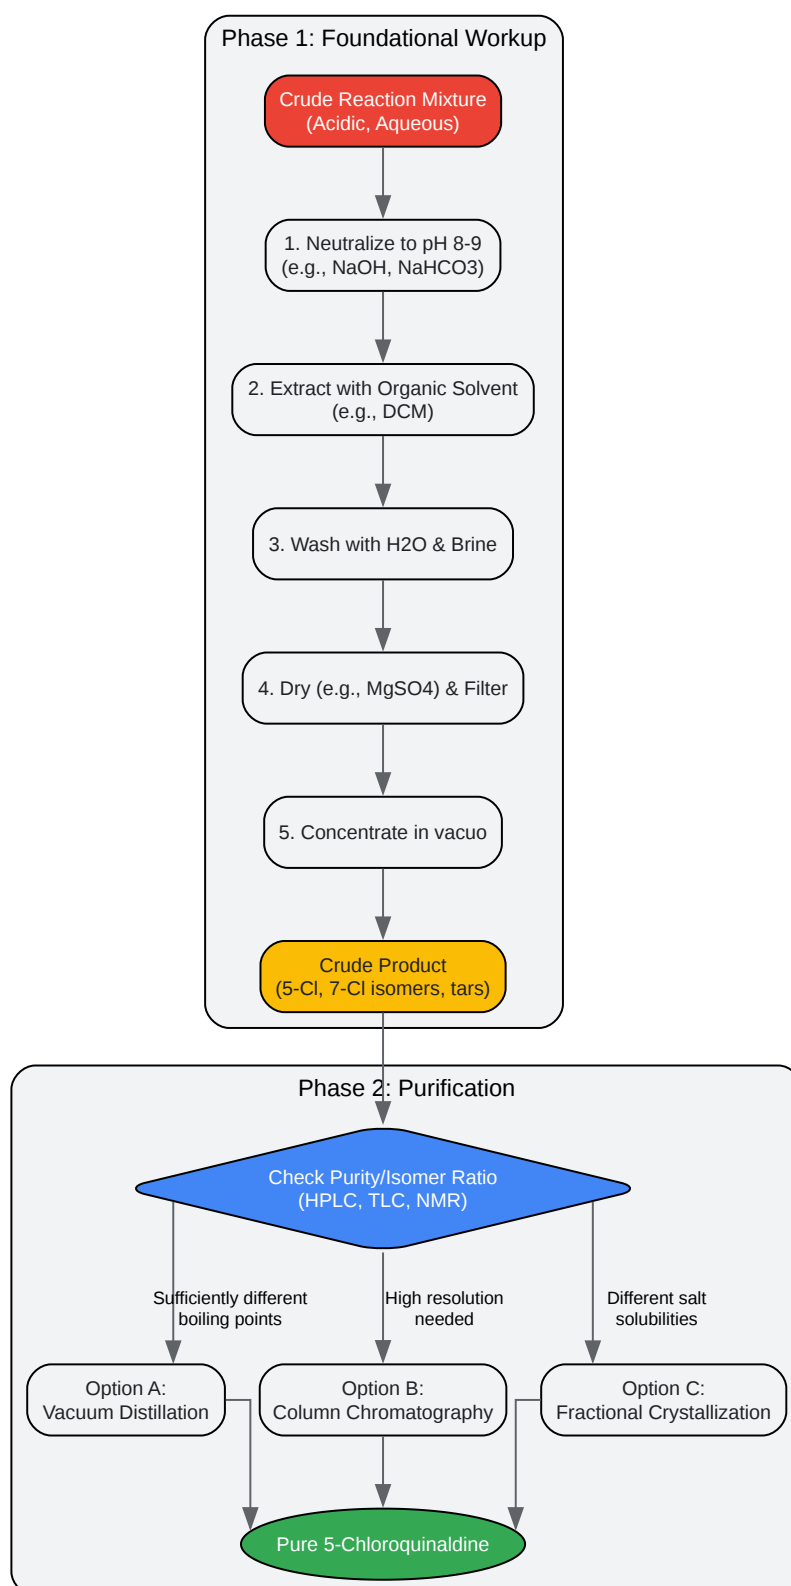 Phase 1: Foundational Workup
Crude Reaction Mixture
(Acidic, Aqueous)
1. Neutralize to pH 8-9
(e.g., NaOH, NaHCO3)
2. Extract with Organic Solvent
(e.g., DCM)
3. Wash with H2O & Brine
4. Dry (e.g., MgSO4) & Filter
5. Concentrate in vacuo
Crude Product
(5-Cl, 7-Cl isomers, tars)
Phase 2: Purification
Check Purity/Isomer Ratio
(HPLC, TLC, NMR)
Sufficiently different
boiling points
High resolution
needed
Different salt
solubilities
Option A:
Vacuum Distillation
Option B:
Column Chromatography
Option C:
Fractional Crystallization
Pure 5-Chloroquinaldine